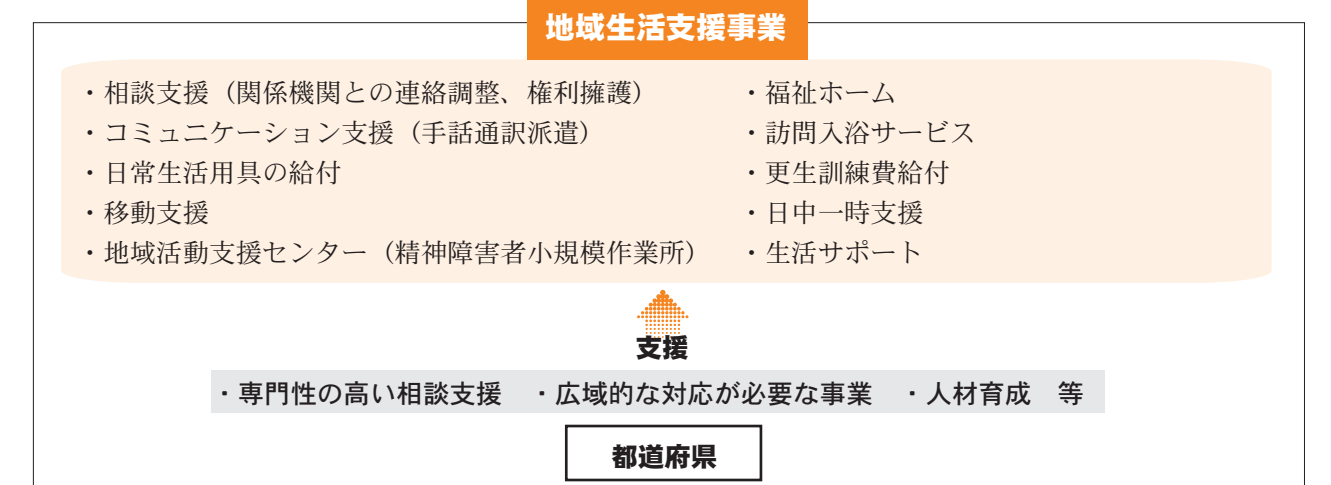 地域生活支援事業
・相談支援（関係機関との連絡調整、権利擁護）
・コミュニケーション支援（手話通訳派遣）
・日常生活用具の給付
・移動支援
・地域活動支援センター（精神障害者小規模作業所）
・福祉ホーム
・訪問入浴サービス
・更生訓練費給付
・日中一時支援
・生活サポート
支援
・専門性の高い相談支援　・広域的な対応が必要な事業　・人材育成　等
都道府県